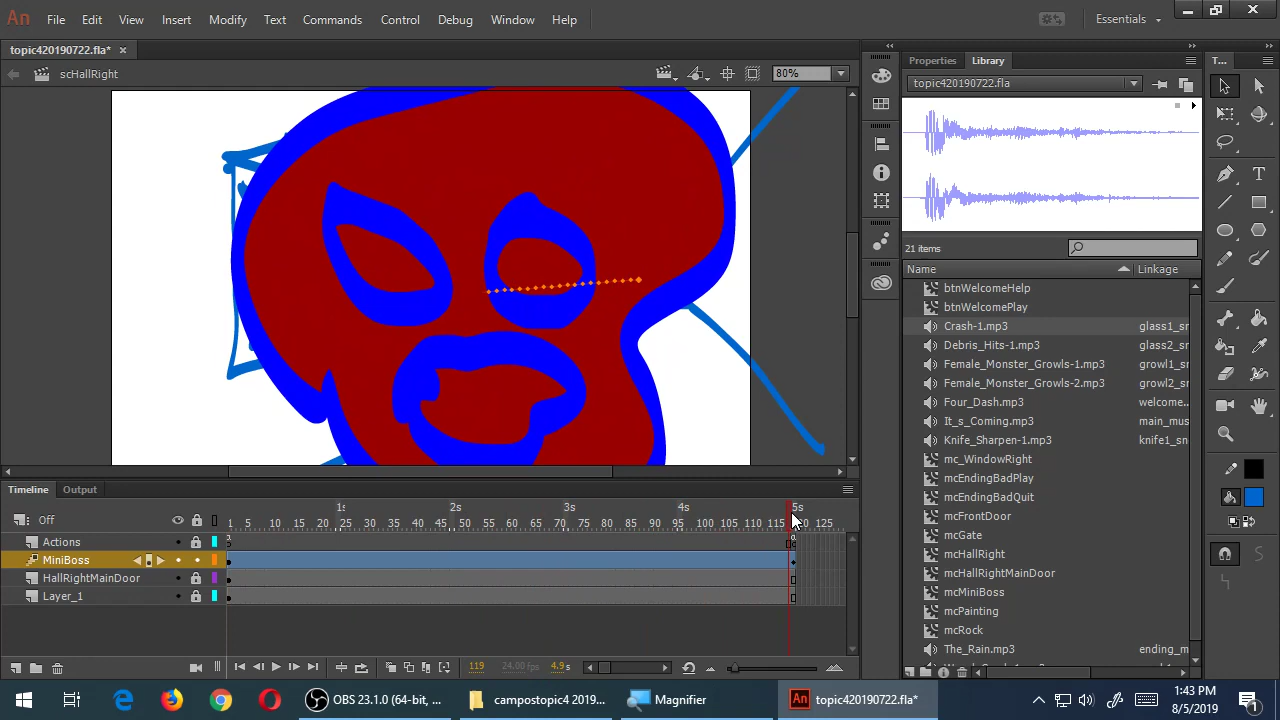 An File Edit View Insert Modify Text Commands Control Debug Window Help Essentials
topic420190722.fla* ×
scHallRight 80%
Properties Library
topic420190722.fla
21 items
Name Linkage
btnWelcomeHelp
btnWelcomePlay
Crash-1.mp3 glass1_sr
Debris_Hits-1.mp3 glass2_sr
Female_Monster_Growls-1.mp3 growl1_sr
Female_Monster_Growls-2.mp3 growl2_sr
Four_Dash.mp3 welcome...
It_s_Coming.mp3 main_mus
Knife_Sharpen-1.mp3 knife1_sn
mc_WindowRight
mcEndingBadPlay
mcEndingBadQuit
mcFrontDoor
mcGate
mcHallRight
mcHallRightMainDoor
mcMiniBoss
mcPainting
mcRock
The_Rain.mp3 ending_m
T...
Timeline Output
Off
1s 2s 3s 4s 5s
1 5 10 15 20 25 30 35 40 45 50 55 60 65 70 75 80 85 90 95 100 105 110 115 120 125
Actions
MiniBoss
HallRightMainDoor
Layer_1
119 24.00 fps 4.9 s
OBS 23.1.0 (64-bit, ...
campostopic4 2019...
Magnifier
An topic420190722.fla*
1:43 PM
8/5/2019
1